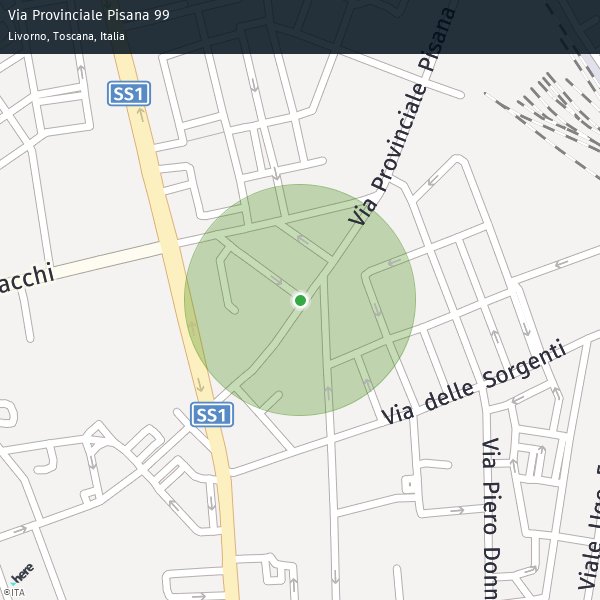 Via Provinciale Pisana 99
Livorno, Toscana, Italia
SS1
Via Provinciale Pisana
acchi
Via delle Sorgenti
SS1
Via Piero Donn
Viale Ugo
here
©ITA